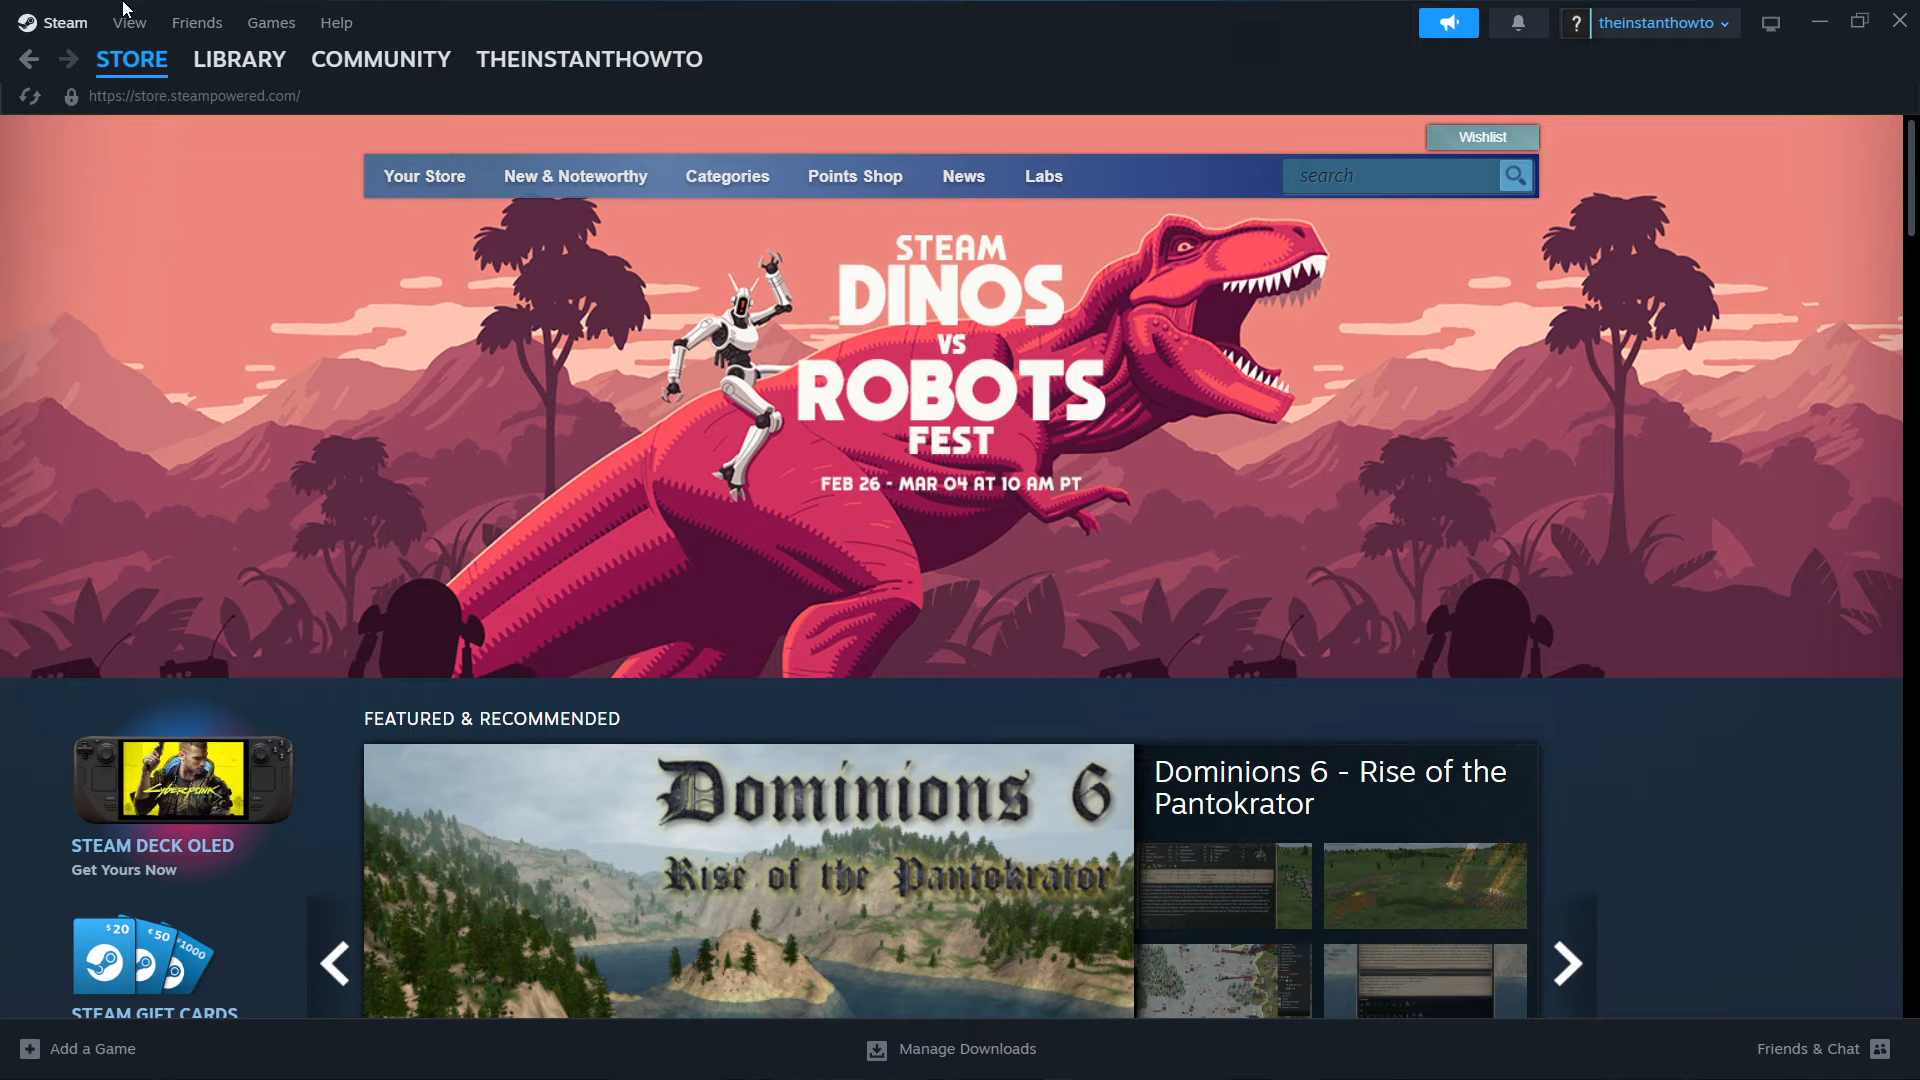 Steam View Friends Games Help
? theinstanthowto
STORE LIBRARY COMMUNITY THEINSTANTHOWTO
https://store.steampowered.com/
Wishlist
Your Store New & Noteworthy Categories Points Shop News Labs search
STEAM
DINOS
VS
ROBOTS
FEST
FEB 26 - MAR 04 AT 10 AM PT
FEATURED & RECOMMENDED
Dominions 6
Rise of the Pantokrator
Dominions 6 - Rise of the
Pantokrator
CYBERPUNK
STEAM DECK OLED
Get Yours Now
$20 €50 ¥1000
STEAM GIFT CARDS
Add a Game Manage Downloads Friends & Chat